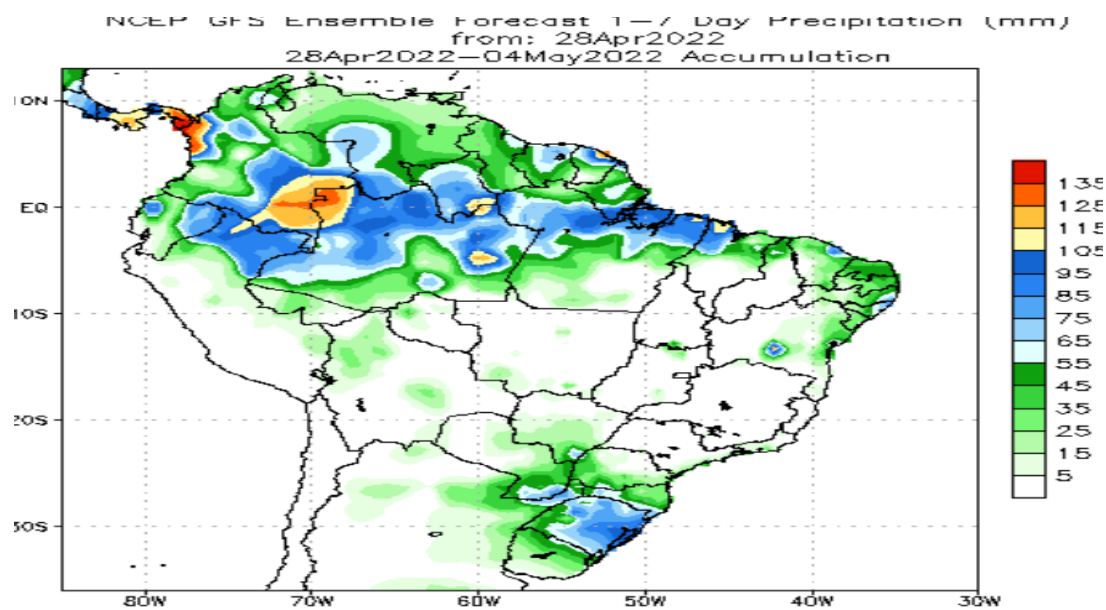 NCEP GFS Ensemble Forecast 1-7 Day Precipitation (mm)
from: 28Apr2022
28Apr2022-04May2022 Accumulation
10N
EQ
10S
20S
30S
80W
70W
60W
50W
40W
30W
135
125
115
105
95
85
75
65
55
45
35
25
15
5